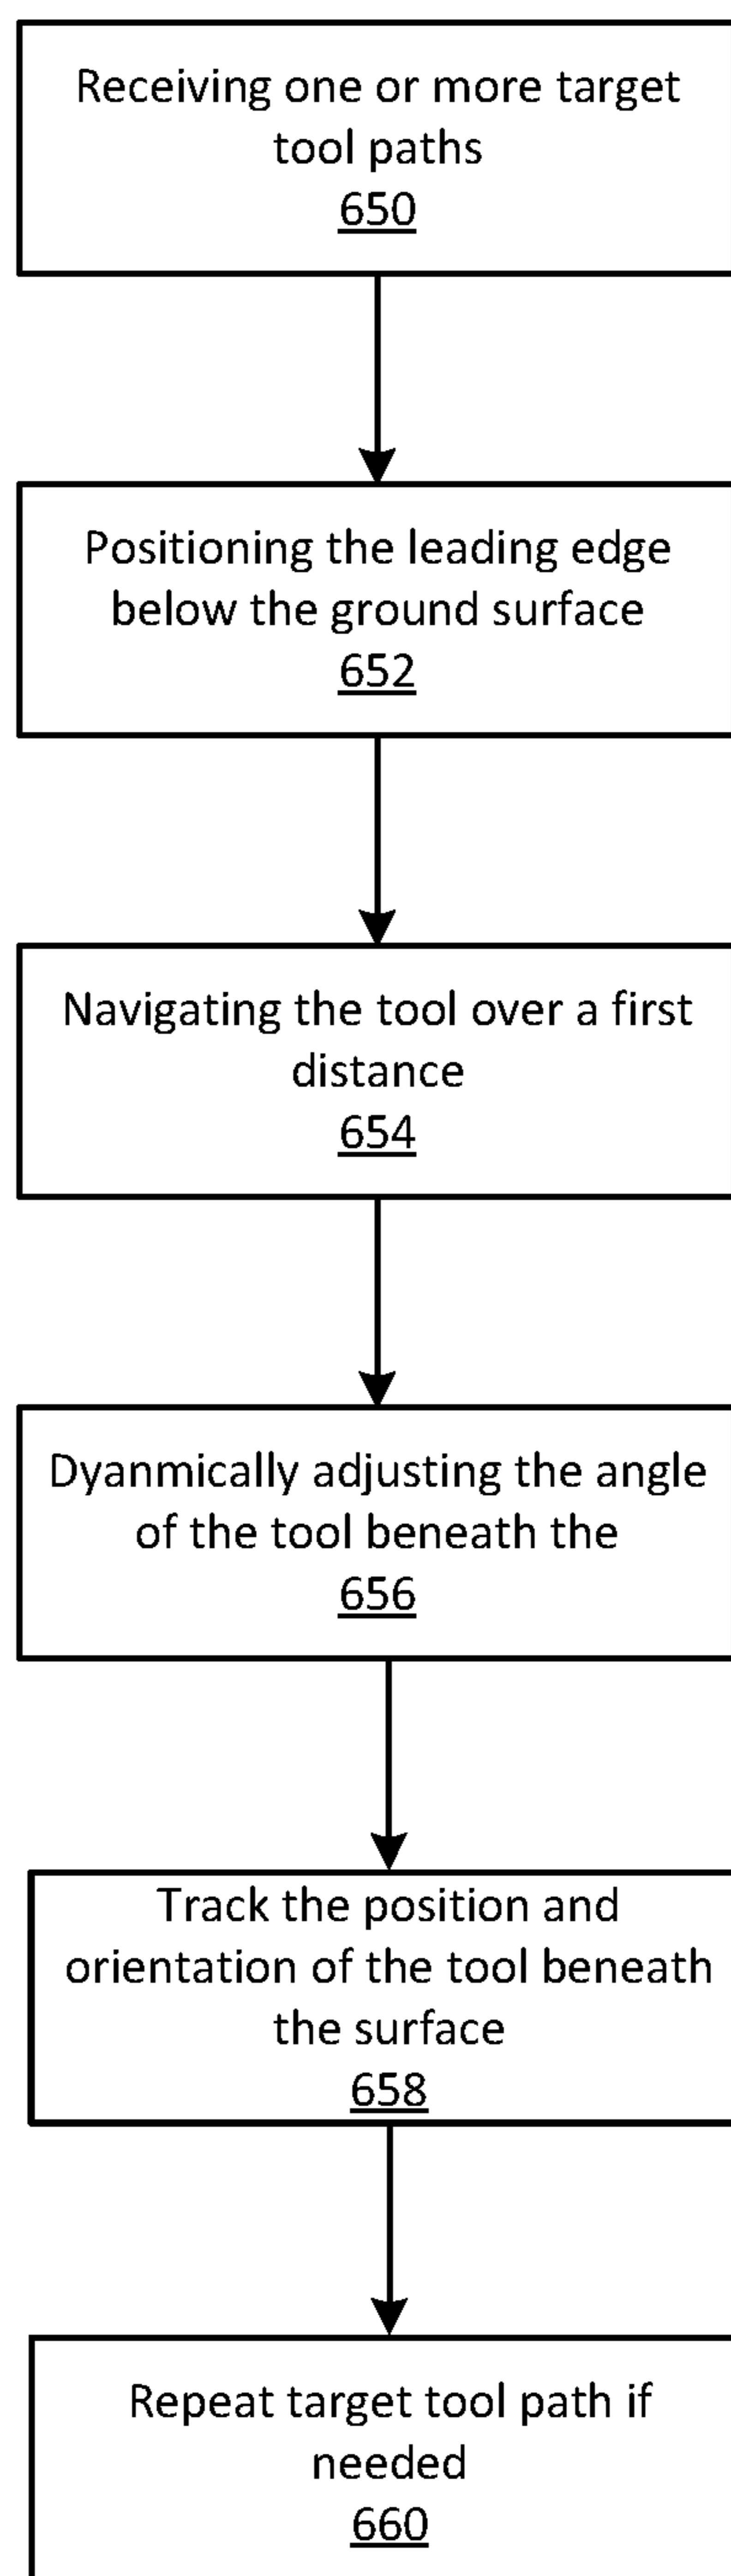 Receiving one or more target
tool paths
650
Positioning the leading edge
below the ground surface
652
Navigating the tool over a first
distance
654
Dyanmically adjusting the angle
of the tool beneath the
656
Track the position and
orientation of the tool beneath
the surface
658
Repeat target tool path if
needed
660